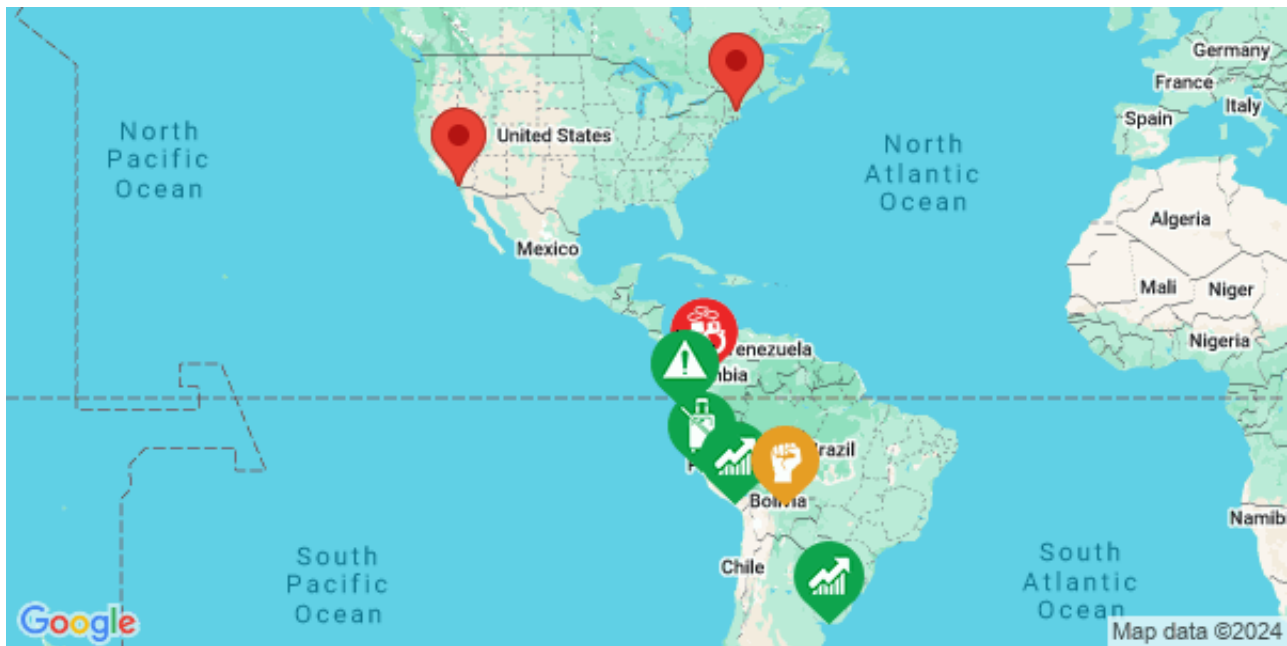 Germany
France
Italy
Spain
North
Pacific
Ocean
United States
North
Atlantic
Ocean
Algeria
Mexico
Mali
Niger
Nigeria
Venezuela
Bolivia
Chile
South
Pacific
Ocean
South
Atlantic
Ocean
Namib
Google
Map data ©2024